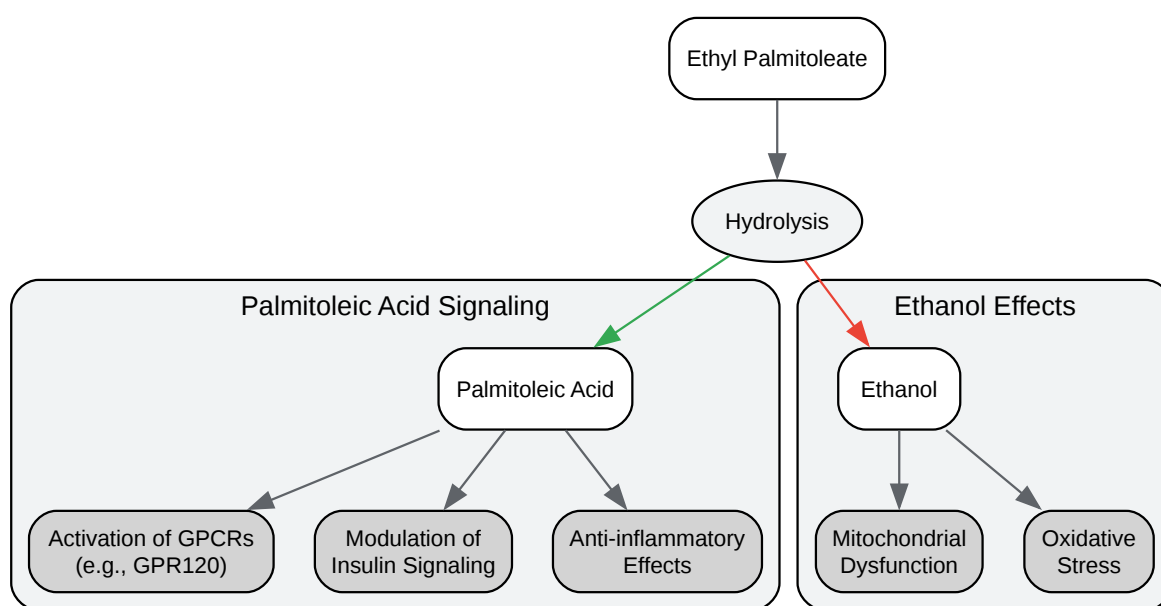 Ethyl Palmitoleate
Hydrolysis
Palmitoleic Acid Signaling
Ethanol Effects
Palmitoleic Acid
Ethanol
Activation of GPCRs
(e.g., GPR120)
Modulation of
Insulin Signaling
Anti-inflammatory
Effects
Mitochondrial
Dysfunction
Oxidative
Stress